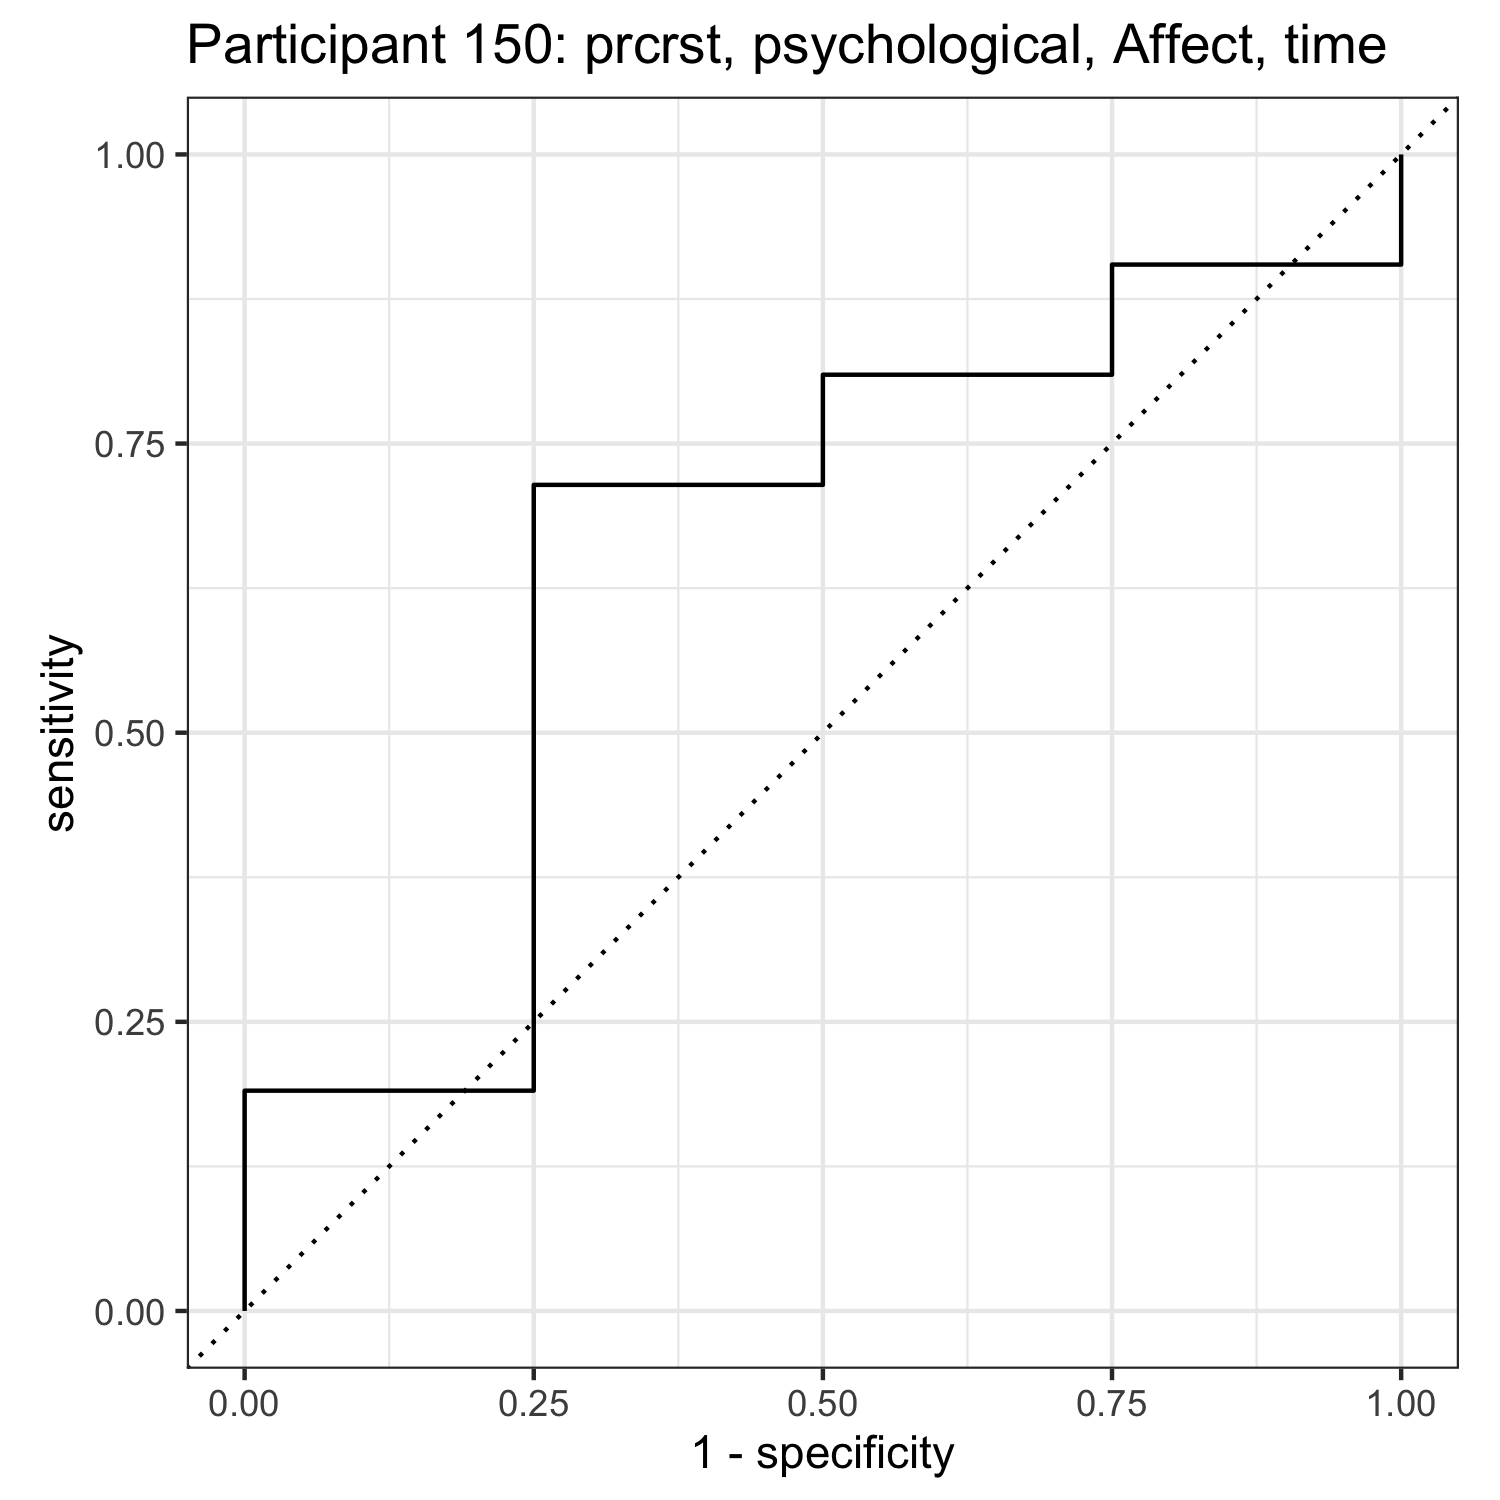 Participant 150: prcrst, psychological, Affect, time
1.00
0.75
0.50
0.25
0.00
sensitivity
0.00 0.25 0.50 0.75 1.00
1 - specificity